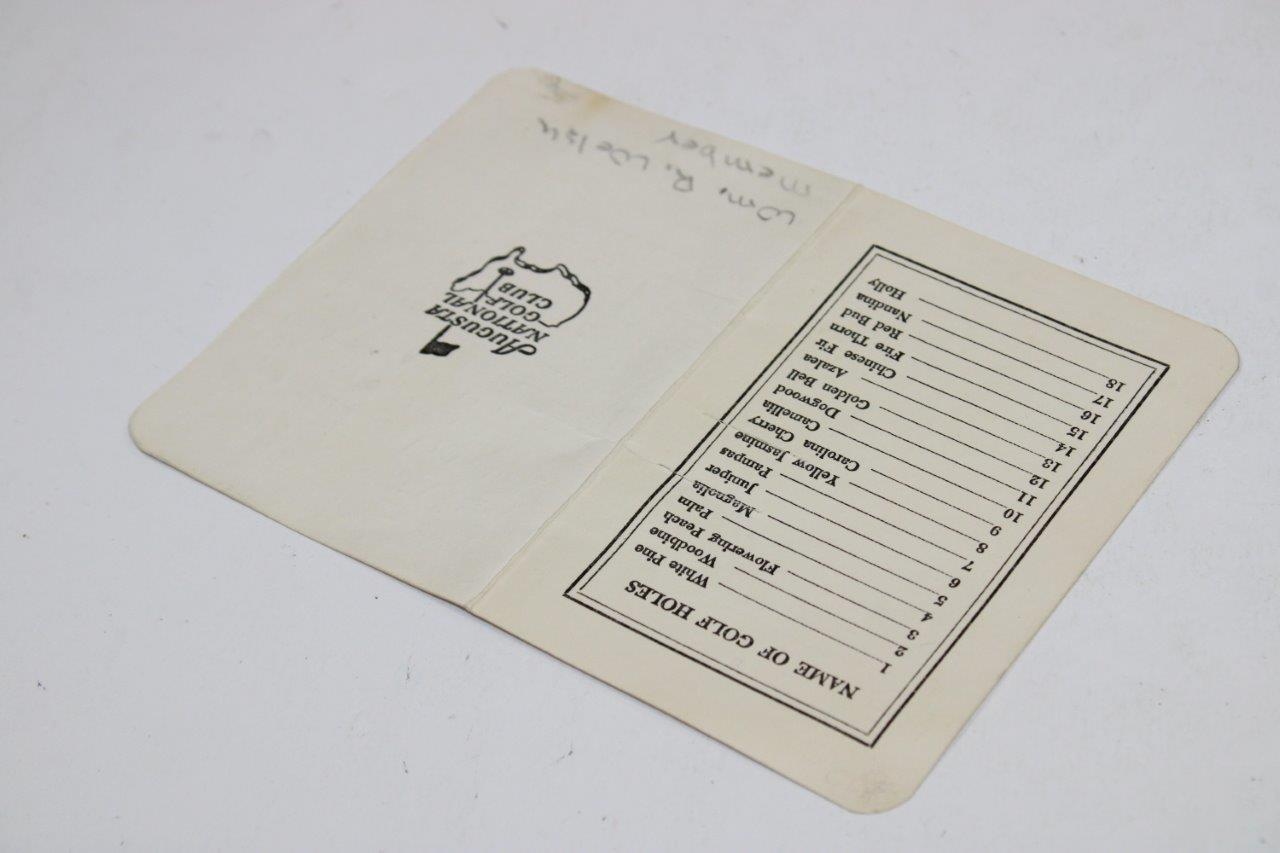 NAME OF GOLF HOLES
1 White Pine
2 Woodbine
3 Flowering Peach
4 Palm
5 Magnolia
6 Juniper
7 Pampas
8 Yellow Jasmine
9 Carolina Cherry
10 Camellia
11 Dogwood
12 Golden Bell
13 Azalea
14 Chinese Fir
15 Fire Thorn
16 Red Bud
17 Nandina
18 Holly
AUGUSTA
NATIONAL
GOLF
CLUB
Wm. R. Welsh
member